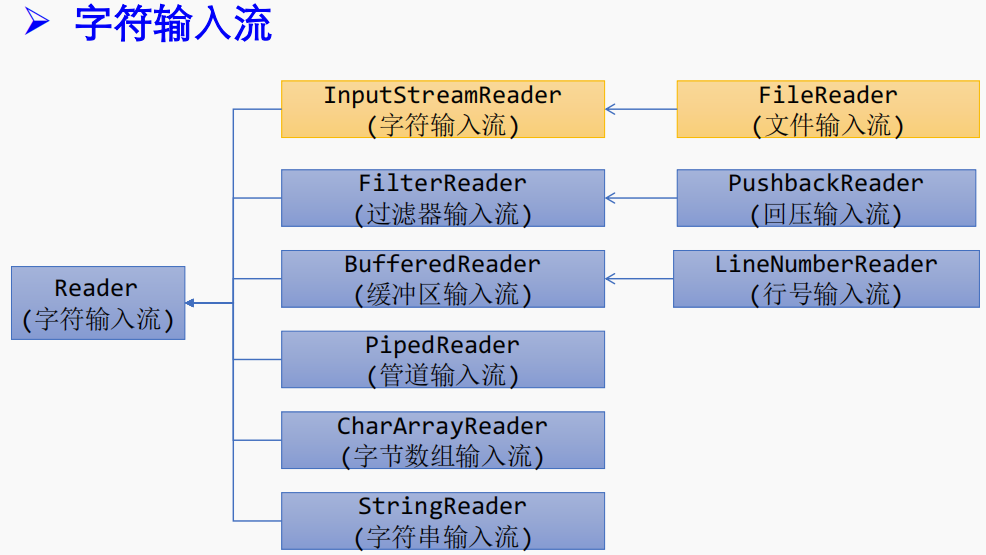 字符输入流
InputStreamReader
(字符输入流)
FileReader
(文件输入流)
FilterReader
(过滤器输入流)
PushbackReader
(回压输入流)
BufferedReader
(缓冲区输入流)
LineNumberReader
(行号输入流)
Reader
(字符输入流)
PipedReader
(管道输入流)
CharArrayReader
(字节数组输入流)
StringReader
(字符串输入流)